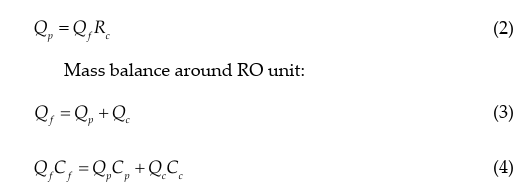 Q_p = Q_f R_c (2)
Mass balance around RO unit:
Q_f = Q_p + Q_c (3)
Q_f C_f = Q_p C_p + Q_c C_c (4)